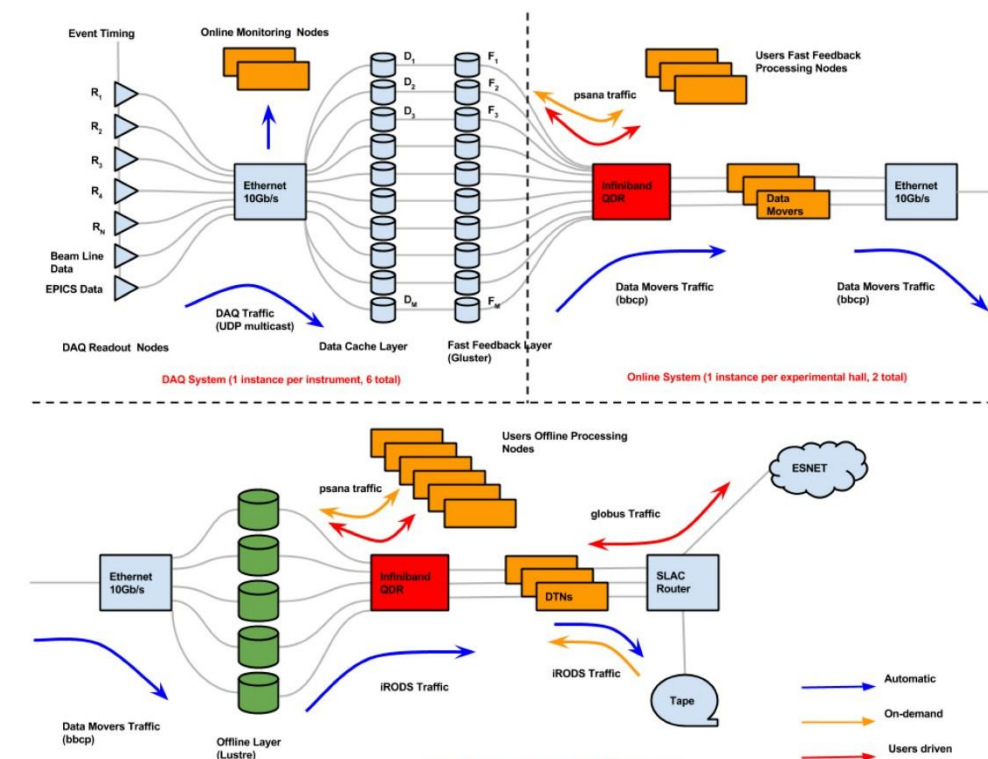 Event Timing
R1
R2
R3
R4
RN
Beam Line
Data
EPICS Data
DAQ Readout Nodes
Online Monitoring Nodes
Ethernet
10Gb/s
DAQ Traffic
(UDP multicast)
D1
D2
D3
DM
Data Cache Layer
F1
F2
F3
FM
Fast Feedback Layer
(Gluster)
DAQ System (1 instance per instrument, 6 total)
psana traffic
Users Fast Feedback
Processing Nodes
Infiniband
QDR
Data
Movers
Ethernet
10Gb/s
Data Movers Traffic
(bbcp)
Data Movers Traffic
(bbcp)
Online System (1 instance per experimental hall, 2 total)
Users Offline Processing
Nodes
psana traffic
Ethernet
10Gb/s
Infiniband
QDR
DTNs
globus Traffic
ESNET
SLAC
Router
iRODS Traffic
iRODS Traffic
Tape
Data Movers Traffic
(bbcp)
Offline Layer
(Lustre)
Automatic
On-demand
Users driven